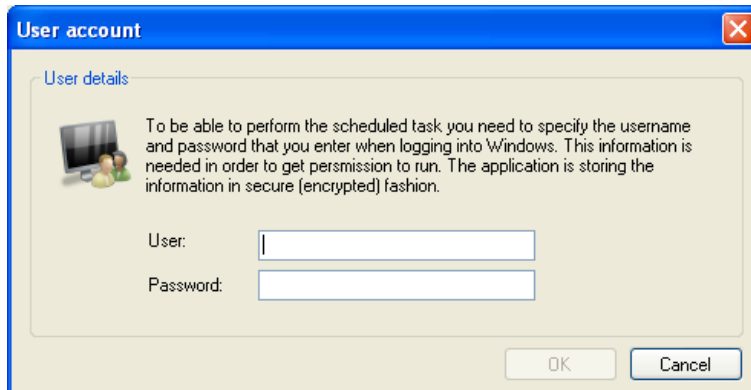 User account
User details
To be able to perform the scheduled task you need to specify the username
and password that you enter when logging into Windows. This information is
needed in order to get persmission to run. The application is storing the
information in secure (encrypted) fashion.
User:
Password:
OK Cancel